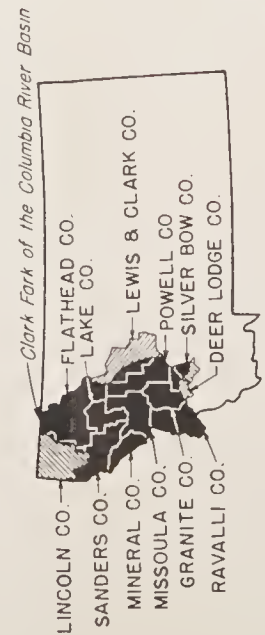 Clark Fork of the Columbia River Basin
LINCOLN CO.
FLATHEAD CO.
LAKE CO.
SANDERS CO.
LEWIS & CLARK CO.
MINERAL CO.
POWELL CO
MISSOULA CO.
SILVER BOW CO.
GRANITE CO.
DEER LODGE CO.
RAVALLI CO.